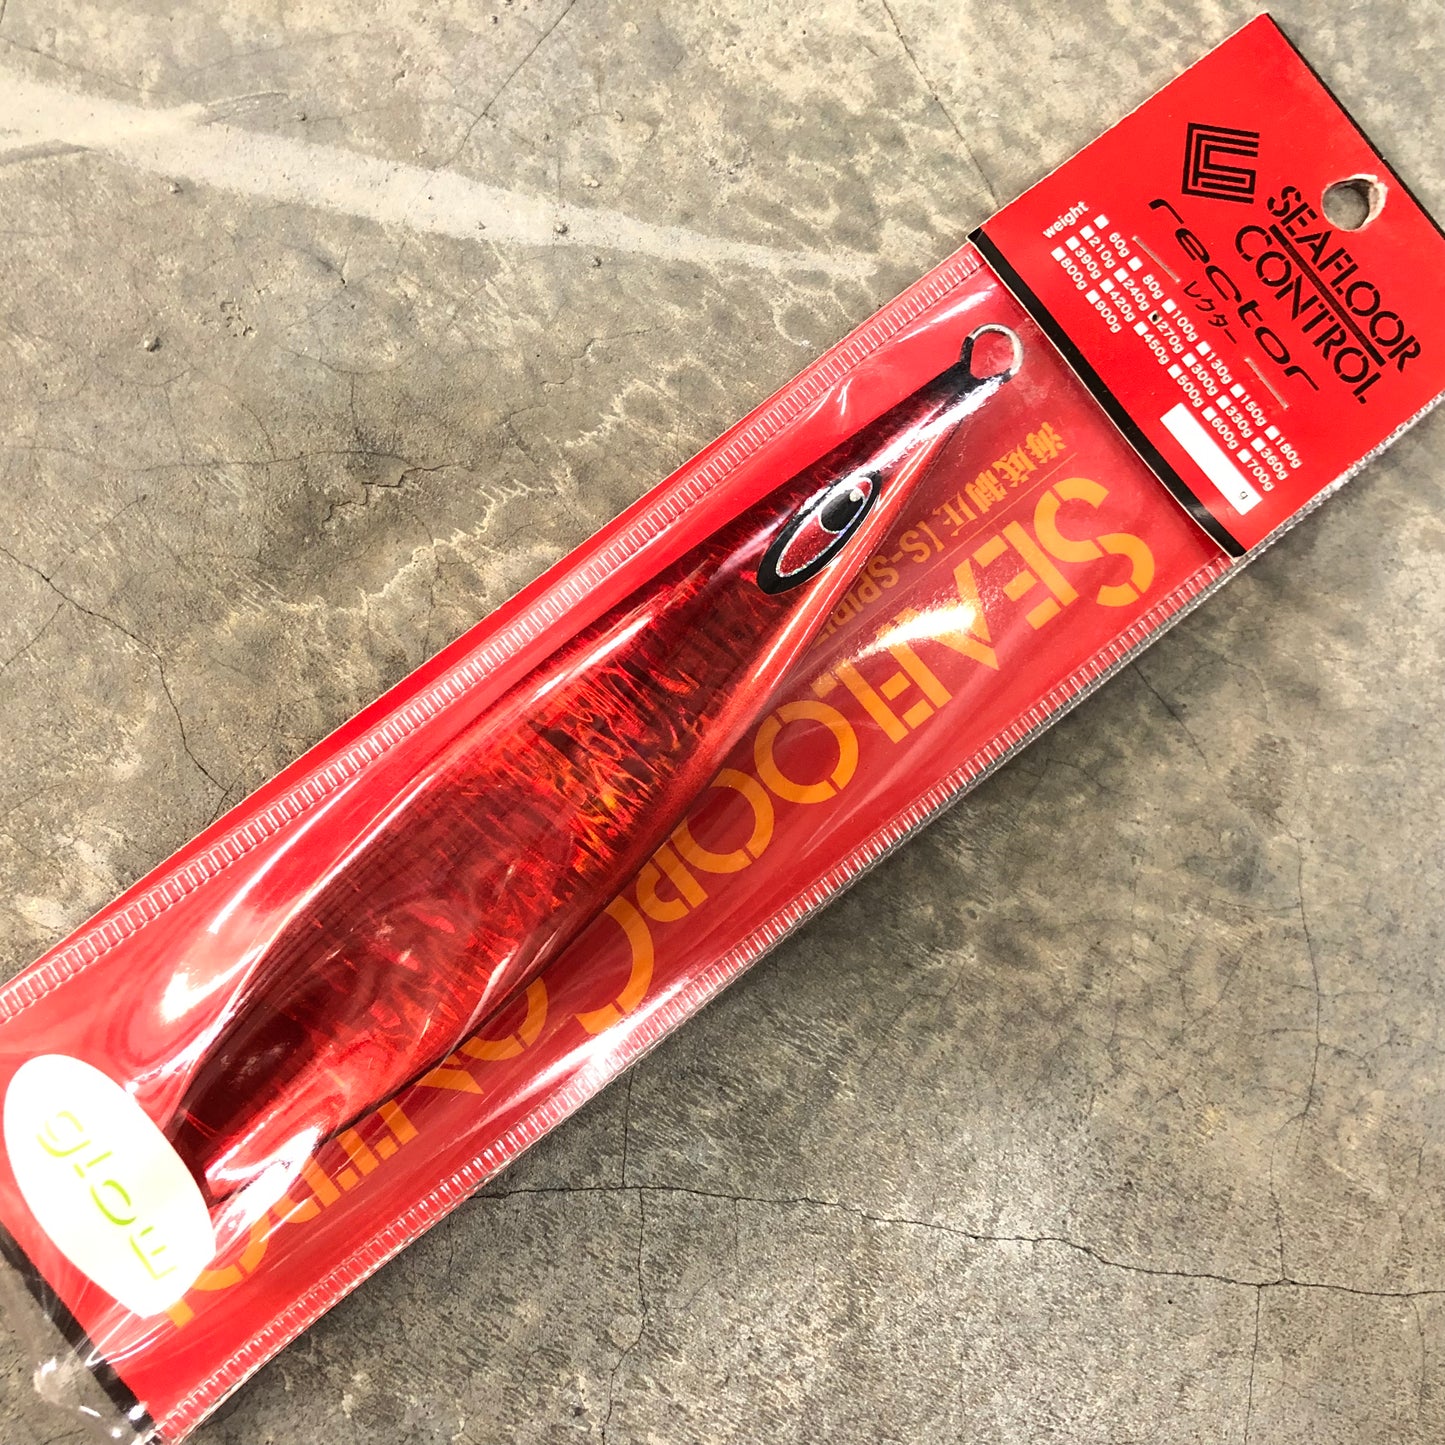 SEAFLOOR
CONTROL
rector
レクター
weight
■ 60g ■ 80g ■100g ■130g ■150g ■180g
■210g ■240g ■270g ■300g ■330g ■360g
■390g ■420g ■450g ■500g ■600g ■700g
■800g ■900g
g
海底制圧
SEAFLOOR CONTROL
glow